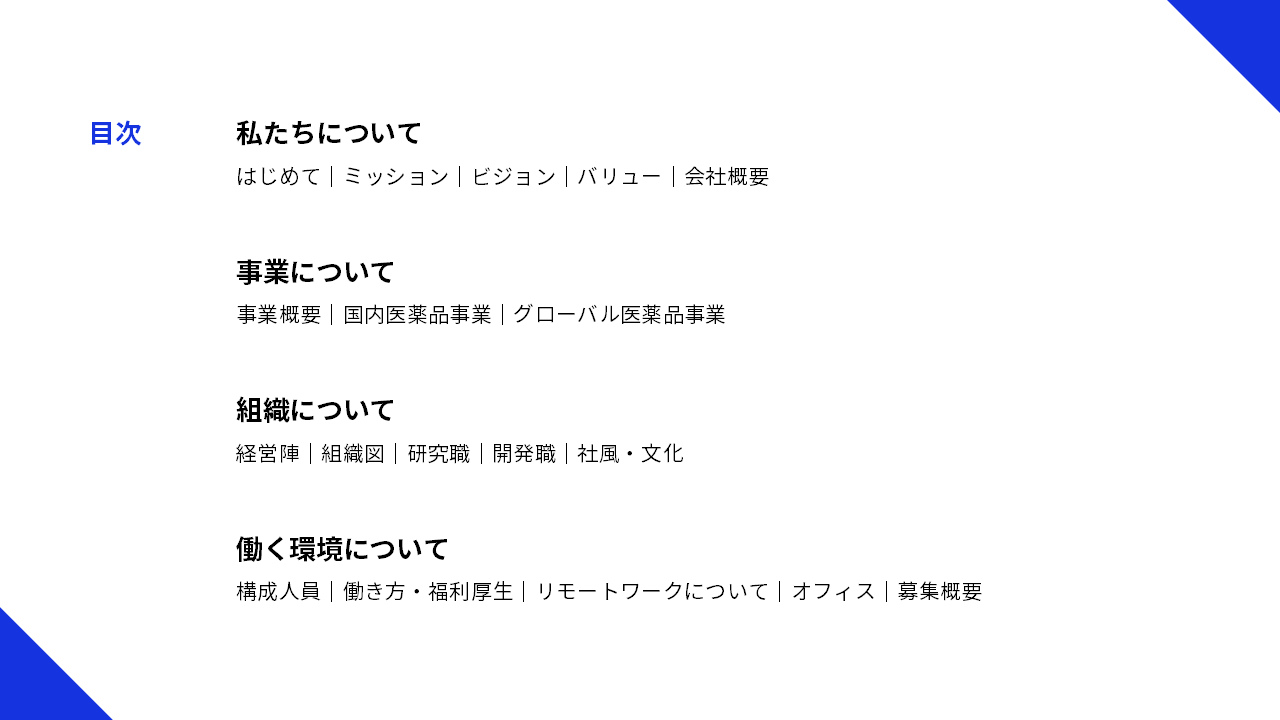 目次
私たちについて
はじめて｜ミッション｜ビジョン｜バリュー｜会社概要
事業について
事業概要｜国内医薬品事業｜グローバル医薬品事業
組織について
経営陣｜組織図｜研究職｜開発職｜社風・文化
働く環境について
構成人員｜働き方・福利厚生｜リモートワークについて｜オフィス｜募集概要